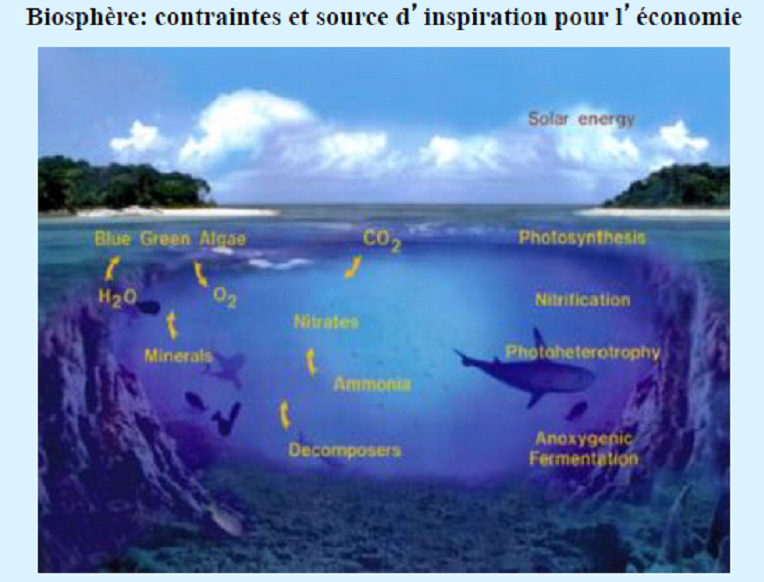 Biosphère: contraintes et source d’ inspiration pour l’ économie
Solar energy
Blue Green Algae
CO₂
Photosynthesis
H₂O
O₂
Nitrification
Nitrates
Minerals
Photoheterotrophy
Ammonia
Decomposers
Anoxygenic
Fermentation